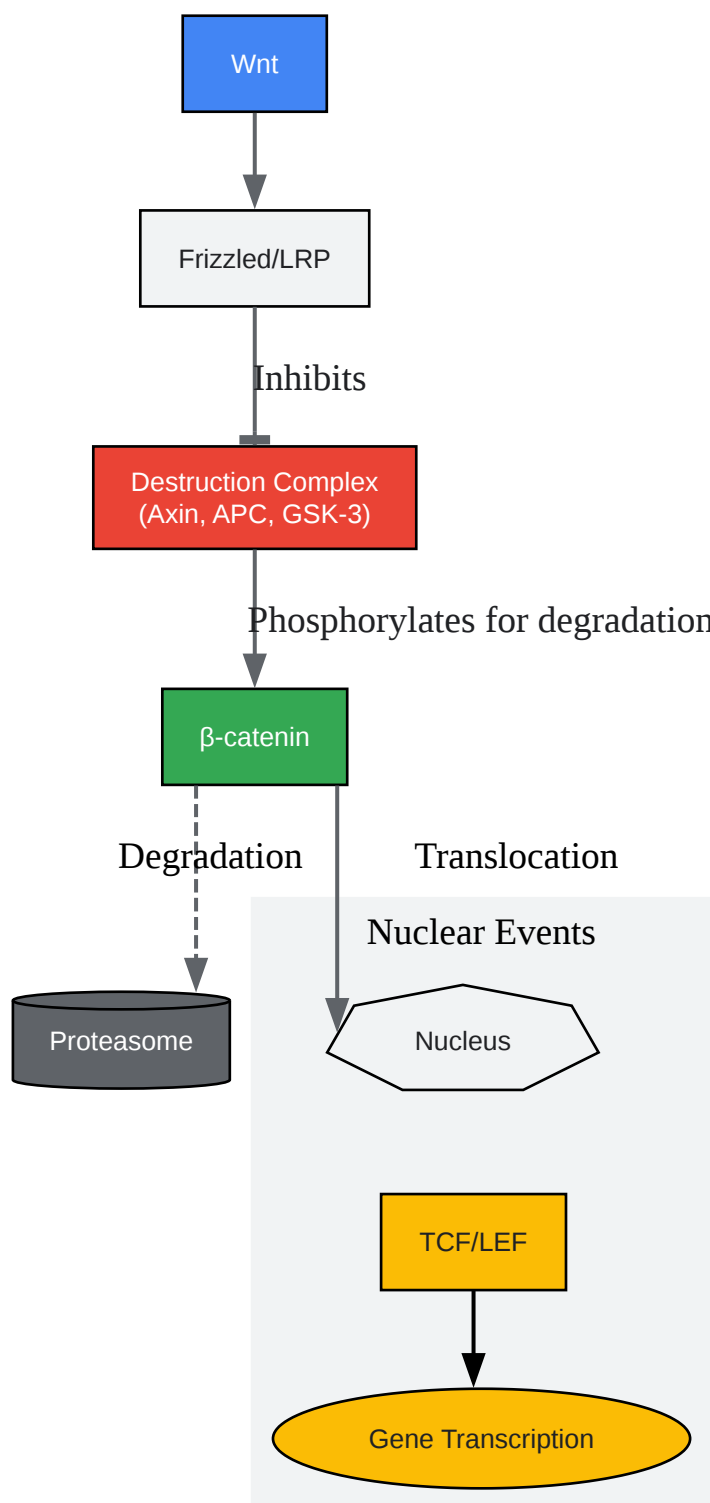 Wnt
Frizzled/LRP
Inhibits
Destruction Complex
(Axin, APC, GSK-3)
Phosphorylates for degradation
β-catenin
Degradation
Translocation
Nuclear Events
Proteasome
Nucleus
TCF/LEF
Gene Transcription